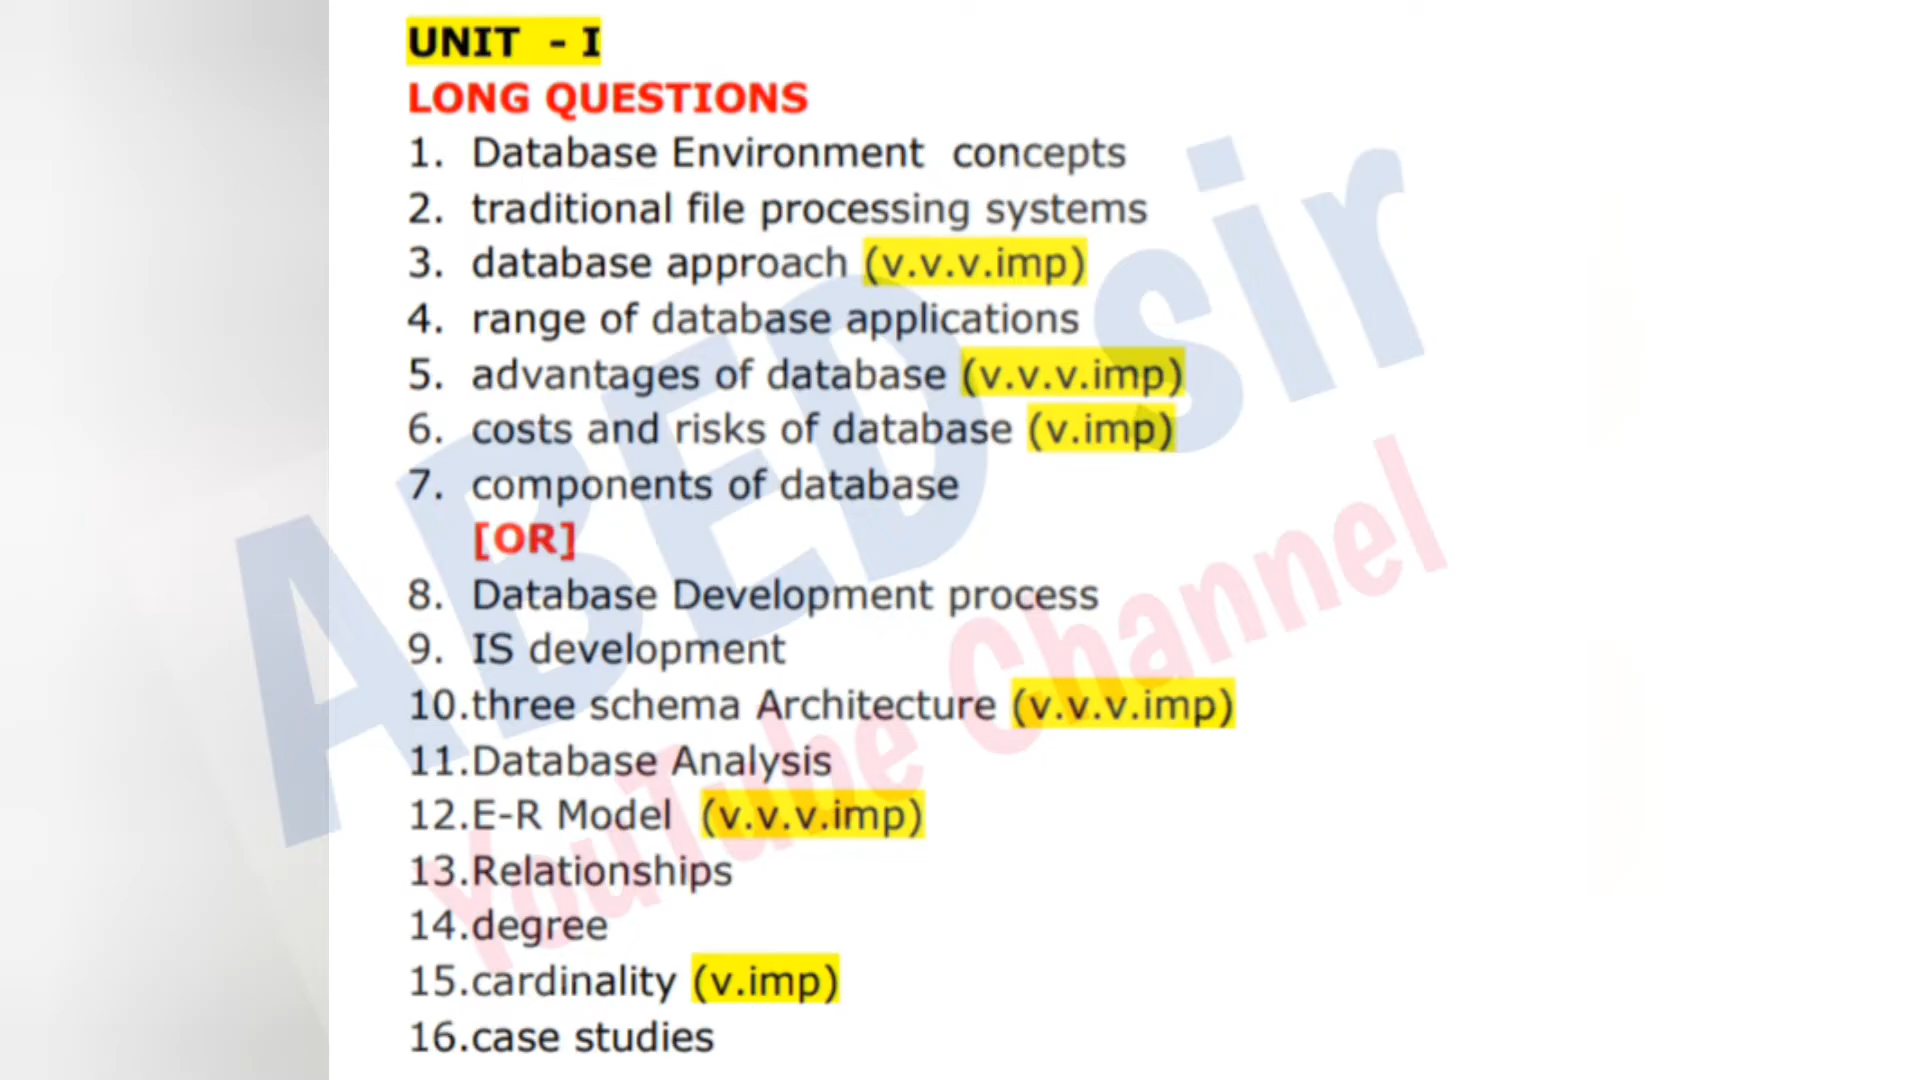 UNIT - I
LONG QUESTIONS
1. Database Environment concepts
2. traditional file processing systems
3. database approach (v.v.v.imp)
4. range of database applications
5. advantages of database (v.v.v.imp)
6. costs and risks of database (v.imp)
7. components of database
[OR]
8. Database Development process
9. IS development
10.three schema Architecture (v.v.v.imp)
11.Database Analysis
12.E-R Model (v.v.v.imp)
13.Relationships
14.degree
15.cardinality (v.imp)
16.case studies
ABED sir
YouTube Channel